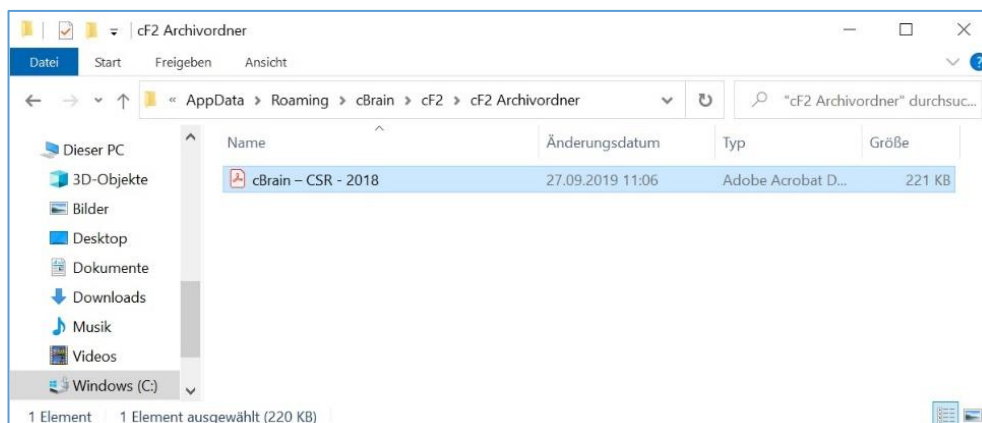 cF2 Archivordner
Datei Start Freigeben Ansicht
« AppData > Roaming > cBrain > cF2 > cF2 Archivordner "cF2 Archivordner" durchsuc...
Name Änderungsdatum Typ Größe
Dieser PC
3D-Objekte cBrain – CSR - 2018 27.09.2019 11:06 Adobe Acrobat D... 221 KB
Bilder
Desktop
Dokumente
Downloads
Musik
Videos
Windows (C:)
1 Element 1 Element ausgewählt (220 KB)